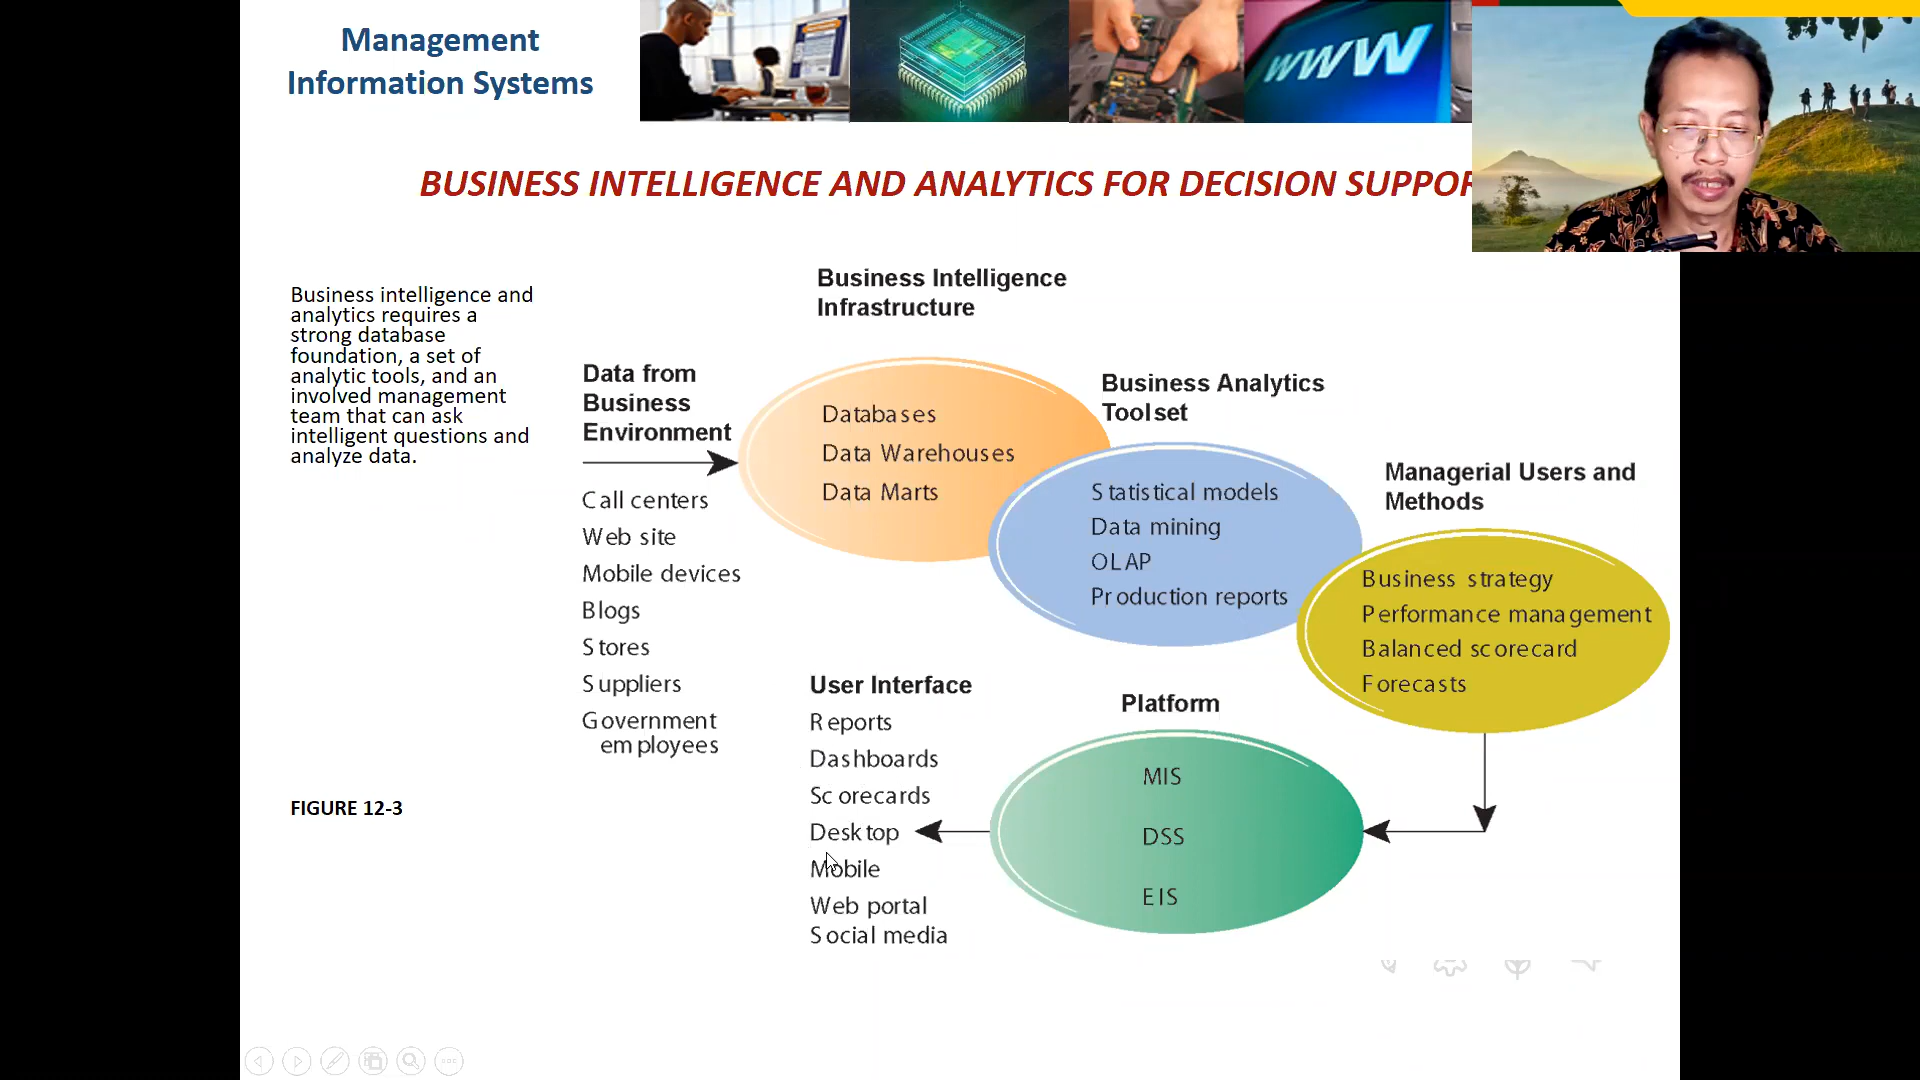 Management
Information Systems
WWW
BUSINESS INTELLIGENCE AND ANALYTICS FOR DECISION SUPPOR
Business intelligence and
analytics requires a
strong database
foundation, a set of
analytic tools, and an
involved management
team that can ask
intelligent questions and
analyze data.
FIGURE 12-3
Data from
Business
Environment
Call centers
Web site
Mobile devices
Blogs
Stores
Suppliers
Government
employees
Business Intelligence
Infrastructure
Databases
Data Warehouses
Data Marts
Business Analytics
Toolset
Statistical models
Data mining
OLAP
Production reports
Managerial Users and
Methods
Business strategy
Performance management
Balanced scorecard
Forecasts
Platform
MIS
DSS
EIS
User Interface
Reports
Dashboards
Scorecards
Desktop
Mobile
Web portal
Social media